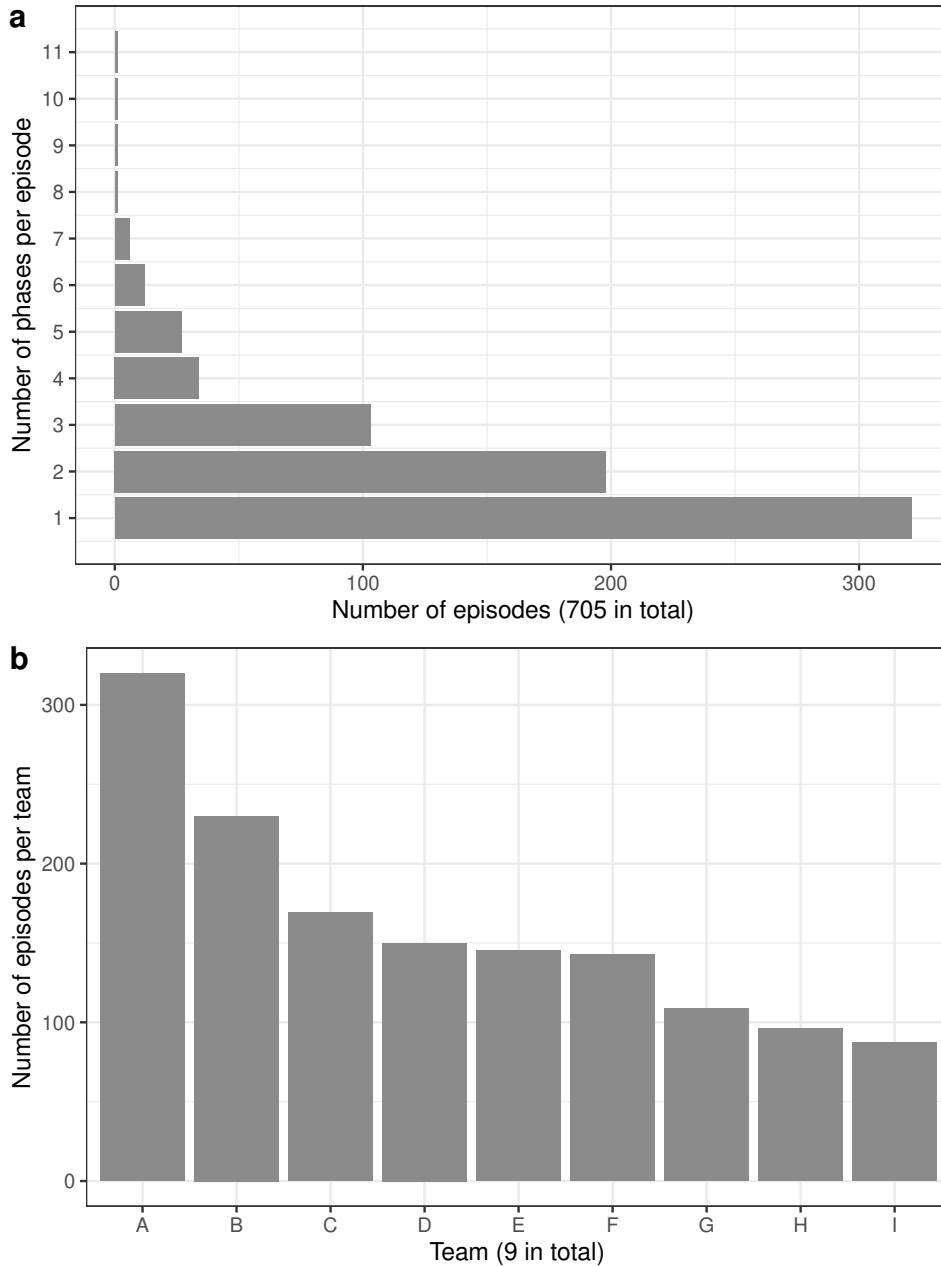 a
11
10
9
8
7
6
5
4
3
2
1
Number of phases per episode
0 100 200 300
Number of episodes (705 in total)
b
300
200
100
0
Number of episodes per team
A B C D E F G H I
Team (9 in total)